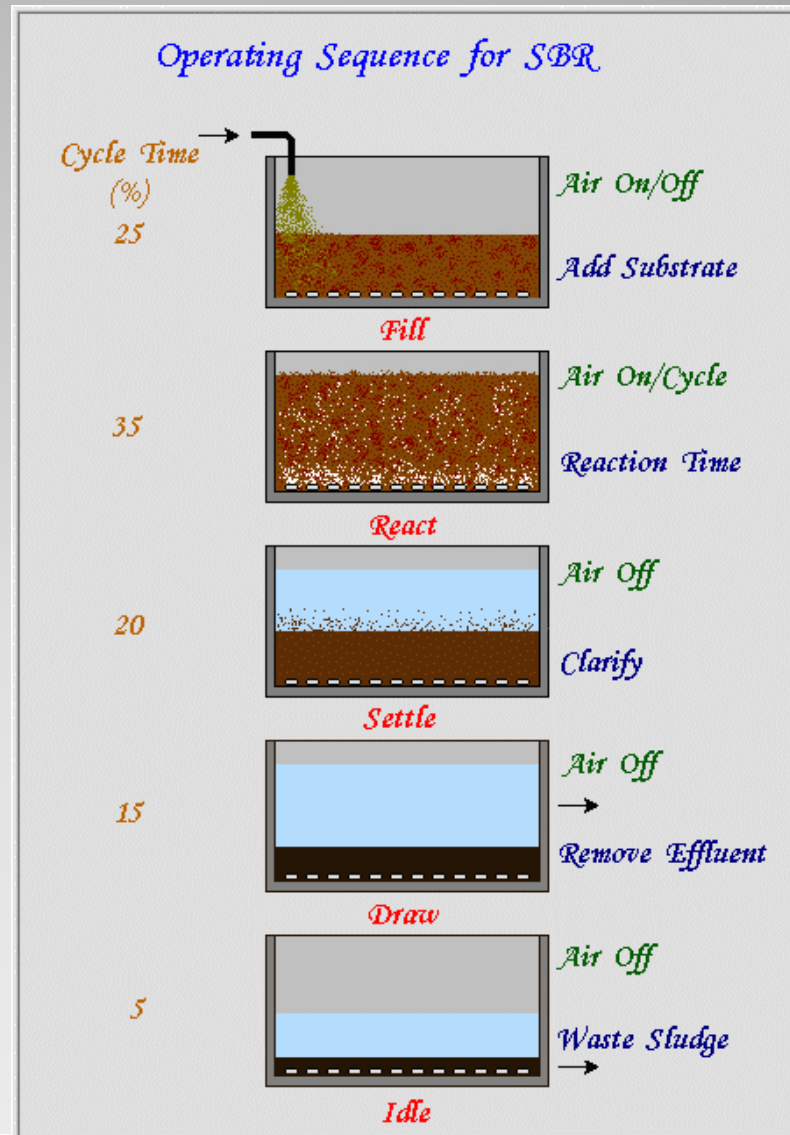 Operating Sequence for SBR
Cycle Time
(%)
25
Air On/Off
Add Substrate
Fill
35
Air On/Cycle
Reaction Time
React
20
Air Off
Clarify
Settle
15
Air Off
Remove Effluent
Draw
5
Air Off
Waste Sludge
Idle